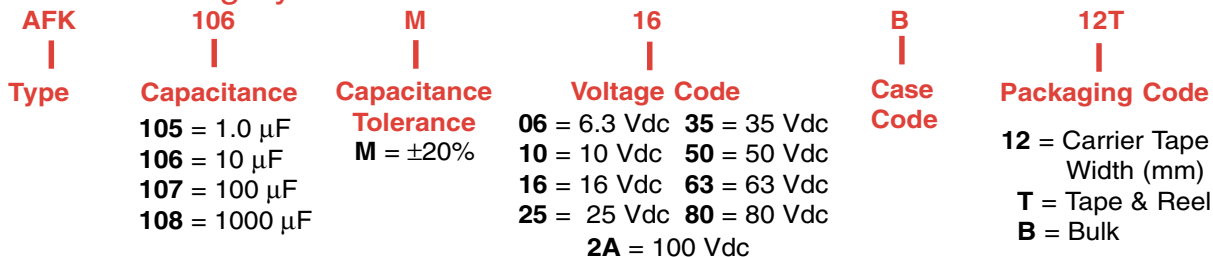 AFK 106 M 16 B 12T
Type
Capacitance
105 = 1.0 μF
106 = 10 μF
107 = 100 μF
108 = 1000 μF
Capacitance
Tolerance
M = ±20%
Voltage Code
06 = 6.3 Vdc 35 = 35 Vdc
10 = 10 Vdc 50 = 50 Vdc
16 = 16 Vdc 63 = 63 Vdc
25 = 25 Vdc 80 = 80 Vdc
2A = 100 Vdc
Case
Code
Packaging Code
12 = Carrier Tape
Width (mm)
T = Tape & Reel
B = Bulk